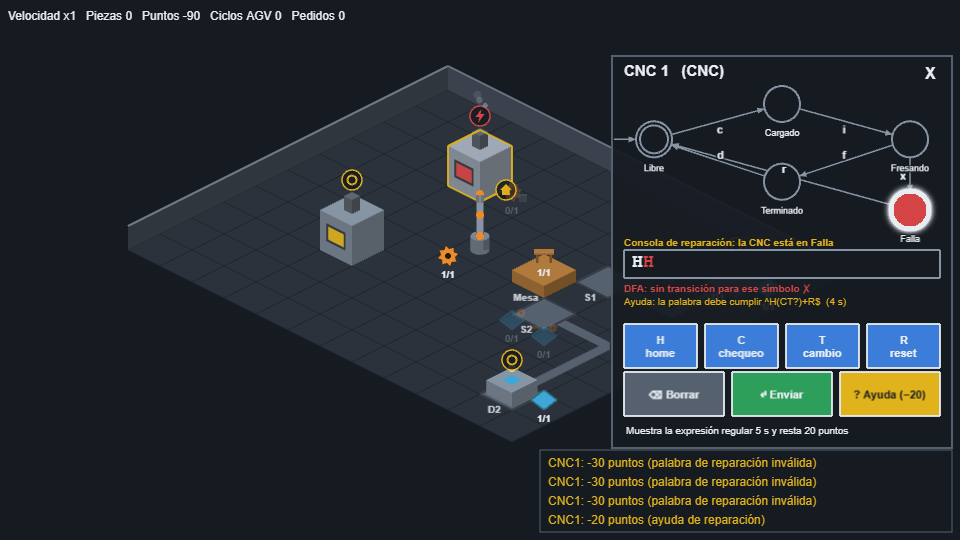 Velocidad x1 Piezas 0 Puntos -90 Ciclos AGV 0 Pedidos 0
CNC 1 (CNC)
X
Cargado
c
i
Libre
Fresando
d
r
f
x
Terminado
Falla
0/1
1/1
1/1
Mesa
S1
S2
0/1
0/1
D2
1/1
Consola de reparación: la CNC está en Falla
HH
DFA: sin transición para ese símbolo ✗
Ayuda: la palabra debe cumplir ^H(CT?)+R$ (4 s)
H
home
C
chequeo
T
cambio
R
reset
⌫ Borrar
↵ Enviar
? Ayuda (−20)
Muestra la expresión regular 5 s y resta 20 puntos
CNC1: -30 puntos (palabra de reparación inválida)
CNC1: -30 puntos (palabra de reparación inválida)
CNC1: -30 puntos (palabra de reparación inválida)
CNC1: -20 puntos (ayuda de reparación)